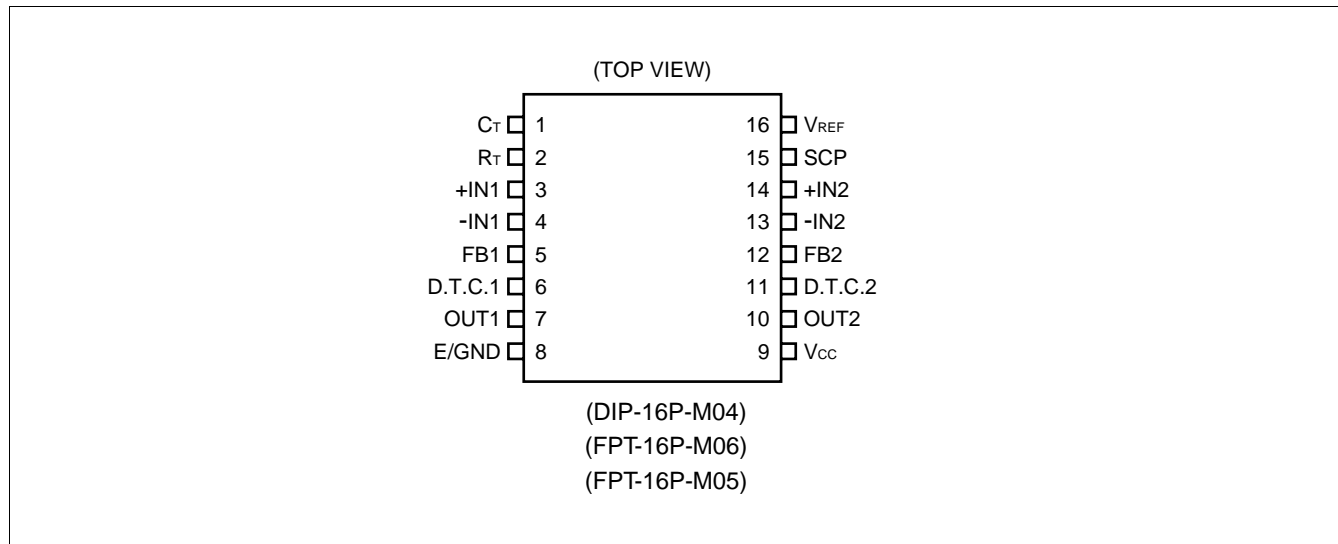 (TOP VIEW)
CT 1 16 VREF
RT 2 15 SCP
+IN1 3 14 +IN2
-IN1 4 13 -IN2
FB1 5 12 FB2
D.T.C.1 6 11 D.T.C.2
OUT1 7 10 OUT2
E/GND 8 9 VCC
(DIP-16P-M04)
(FPT-16P-M06)
(FPT-16P-M05)